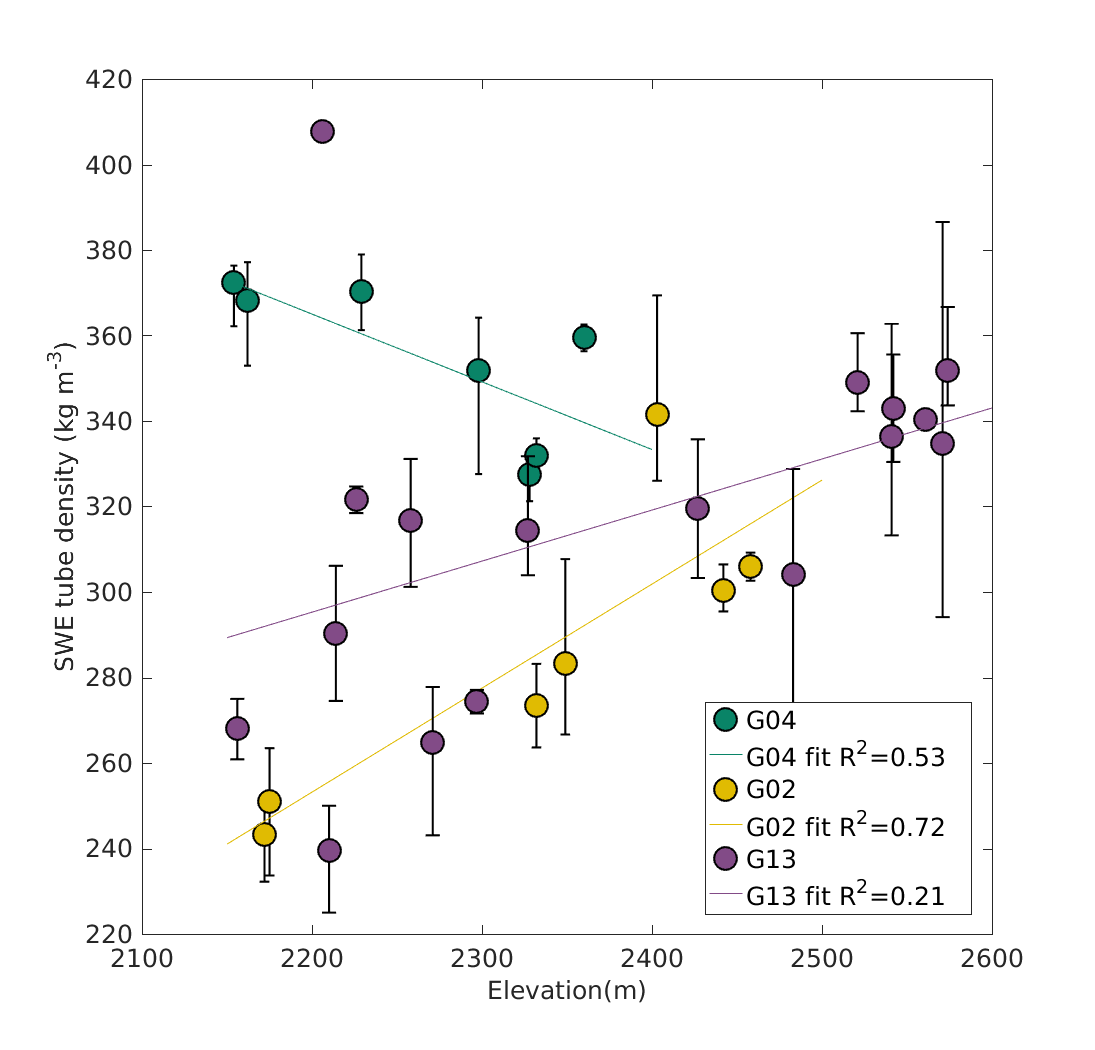 420
400
380
360
340
320
300
280
260
240
220
SWE tube density (kg m-3)
2100 2200 2300 2400 2500 2600
Elevation(m)
G04
G04 fit R2=0.53
G02
G02 fit R2=0.72
G13
G13 fit R2=0.21